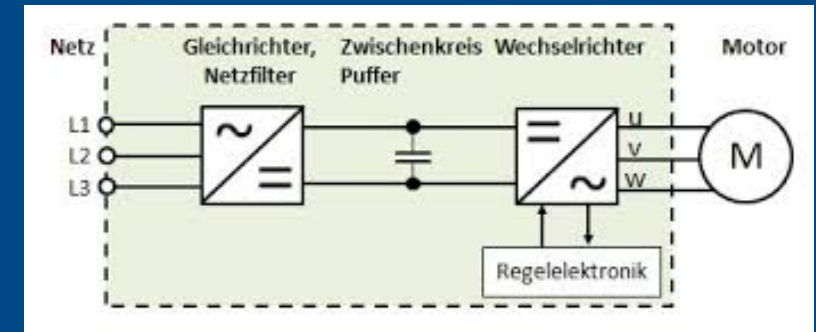 Netz
Gleichrichter,
Netzfilter
Zwischenkreis
Puffer
Wechselrichter
Motor
L1
L2
L3
U
V
W
M
Regelelektronik